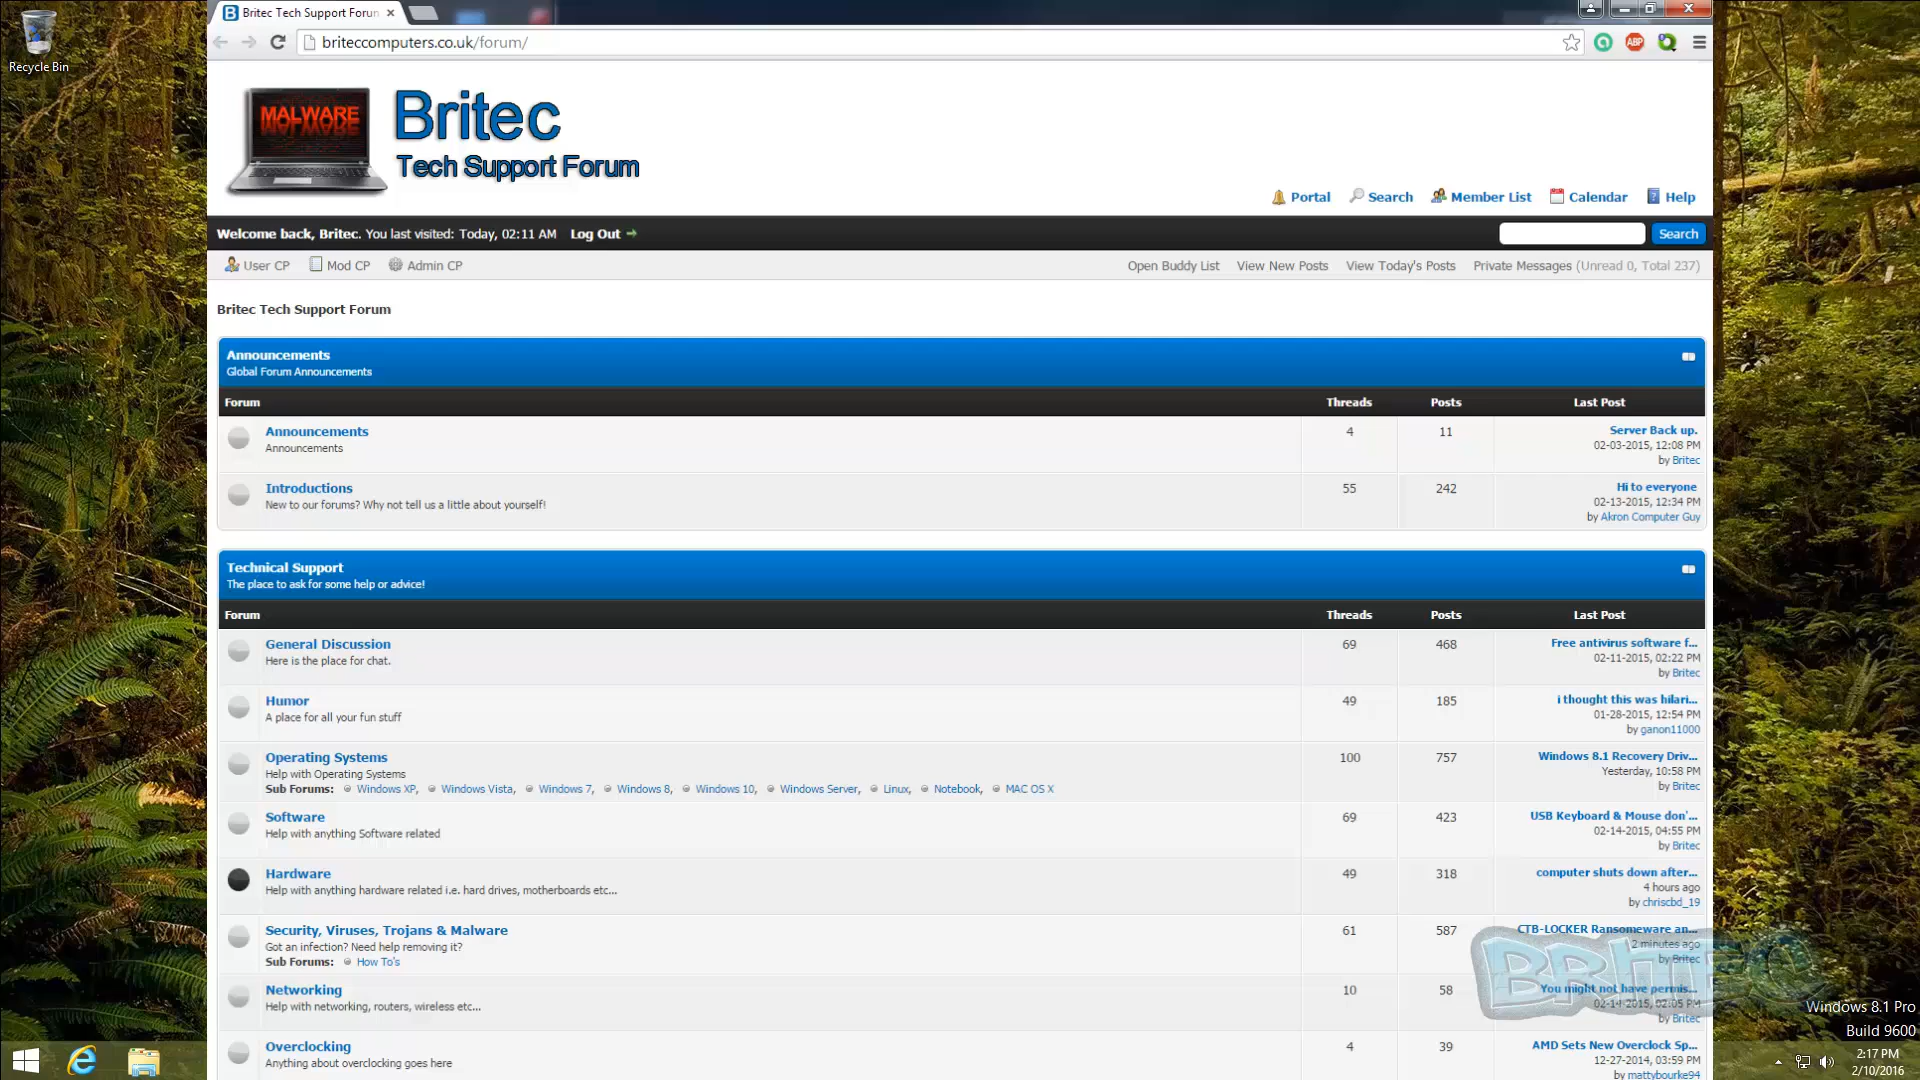 Britec Tech Support Forun
briteccomputers.co.uk/forum/
ABP
Recycle Bin
MALWARE
Britec
Tech Support Forum
Portal Search Member List Calendar Help
Welcome back, Britec. You last visited: Today, 02:11 AM Log Out
Search
User CP Mod CP Admin CP
Open Buddy List View New Posts View Today's Posts Private Messages (Unread 0, Total 237)
Britec Tech Support Forum
Announcements
Global Forum Announcements
Forum Threads Posts Last Post
Announcements 4 11 Server Back up.
Announcements 02-03-2015, 12:08 PM
by Britec
Introductions 55 242 Hi to everyone
New to our forums? Why not tell us a little about yourself! 02-13-2015, 12:34 PM
by Akron Computer Guy
Technical Support
The place to ask for some help or advice!
Forum Threads Posts Last Post
General Discussion 69 468 Free antivirus software f...
Here is the place for chat. 02-11-2015, 02:22 PM
by Britec
Humor 49 185 i thought this was hilari...
A place for all your fun stuff 01-28-2015, 12:54 PM
by ganon11000
Operating Systems 100 757 Windows 8.1 Recovery Driv...
Help with Operating Systems Yesterday, 10:58 PM
Sub Forums: Windows XP, Windows Vista, Windows 7, Windows 8, Windows 10, Windows Server, Linux, Notebook, MAC OS X by Britec
Software 69 423 USB Keyboard & Mouse don'...
Help with anything Software related 02-14-2015, 04:55 PM
by Britec
Hardware 49 318 computer shuts down after...
Help with anything hardware related i.e. hard drives, motherboards etc... 4 hours ago
by chriscbd_19
Security, Viruses, Trojans & Malware 61 587 CTB-LOCKER Ransomeware an...
Got an infection? Need help removing it? 2 minutes ago
Sub Forums: How To's by Britec
BRITEC
Networking 10 58 You might not have permis...
Help with networking, routers, wireless etc... 02-14-2015, 02:05 PM
by Britec
Overclocking 4 39 AMD Sets New Overclock Sp...
Anything about overclocking goes here 12-27-2014, 03:59 PM
by mattybourke94
Windows 8.1 Pro
Build 9600
2:17 PM
2/10/2016